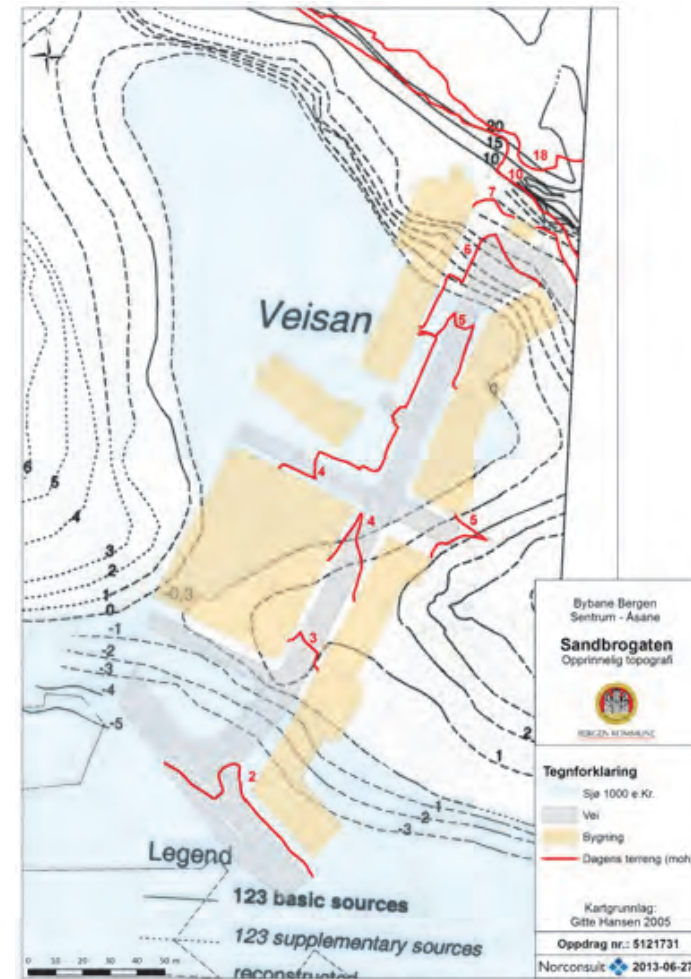 20
15
10
18
10
7
6
5
Veisan
0
4
4
5
6
5
4
3
2
1
0
-0,3
-1
-2
-3
-4
-5
3
2
1
2
-1
-2
-3
Legend
123 basic sources
123 supplementary sources
reconstructed
0 10 20 30 40 50 m
Bybane Bergen
Sentrum - Åsane
Sandbrogaten
Opprinnelig topografi
BERGEN KOMMUNE
Tegnforklaring
Sjø 1000 e.Kr.
Vei
Bygning
Dagens terreng (moh)
Kartgrunnlag:
Gitte Hansen 2005
Oppdrag nr.: 5121731
Norconsult 2013-06-27